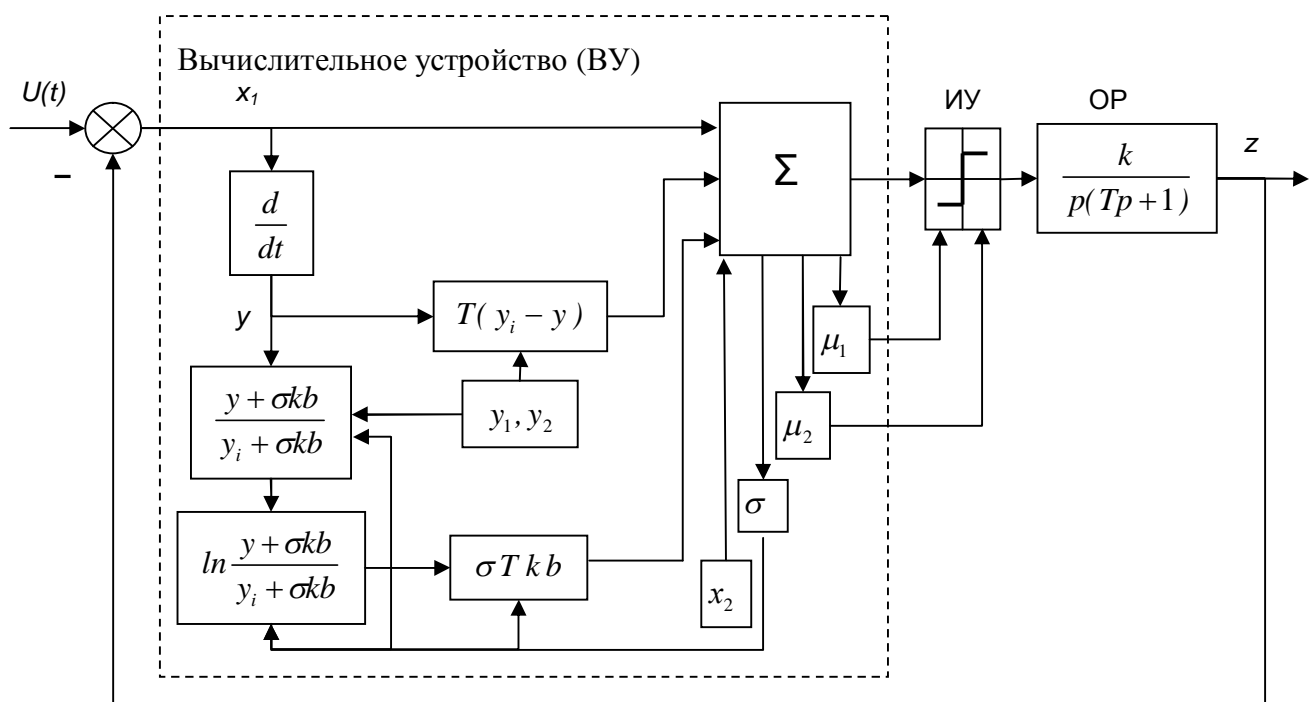 Вычислительное устройство (ВУ)
U(t)
x₁
ИУ
ОР
–
Σ
k
p(Tp + 1)
z
d
dt
y
T( yᵢ − y )
μ₁
y + σkb
yᵢ + σkb
y₁, y₂
μ₂
σ
ln y + σkb
yᵢ + σkb
σ T k b
x₂